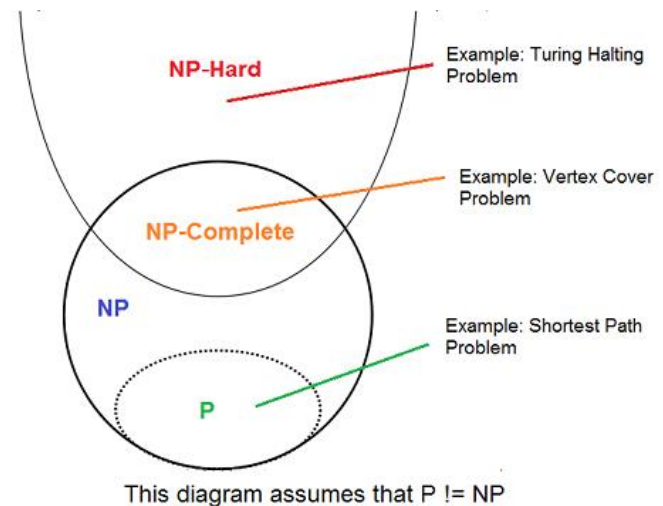 NP-Hard
Example: Turing Halting
Problem
Example: Vertex Cover
Problem
NP-Complete
NP
Example: Shortest Path
Problem
P
This diagram assumes that P != NP